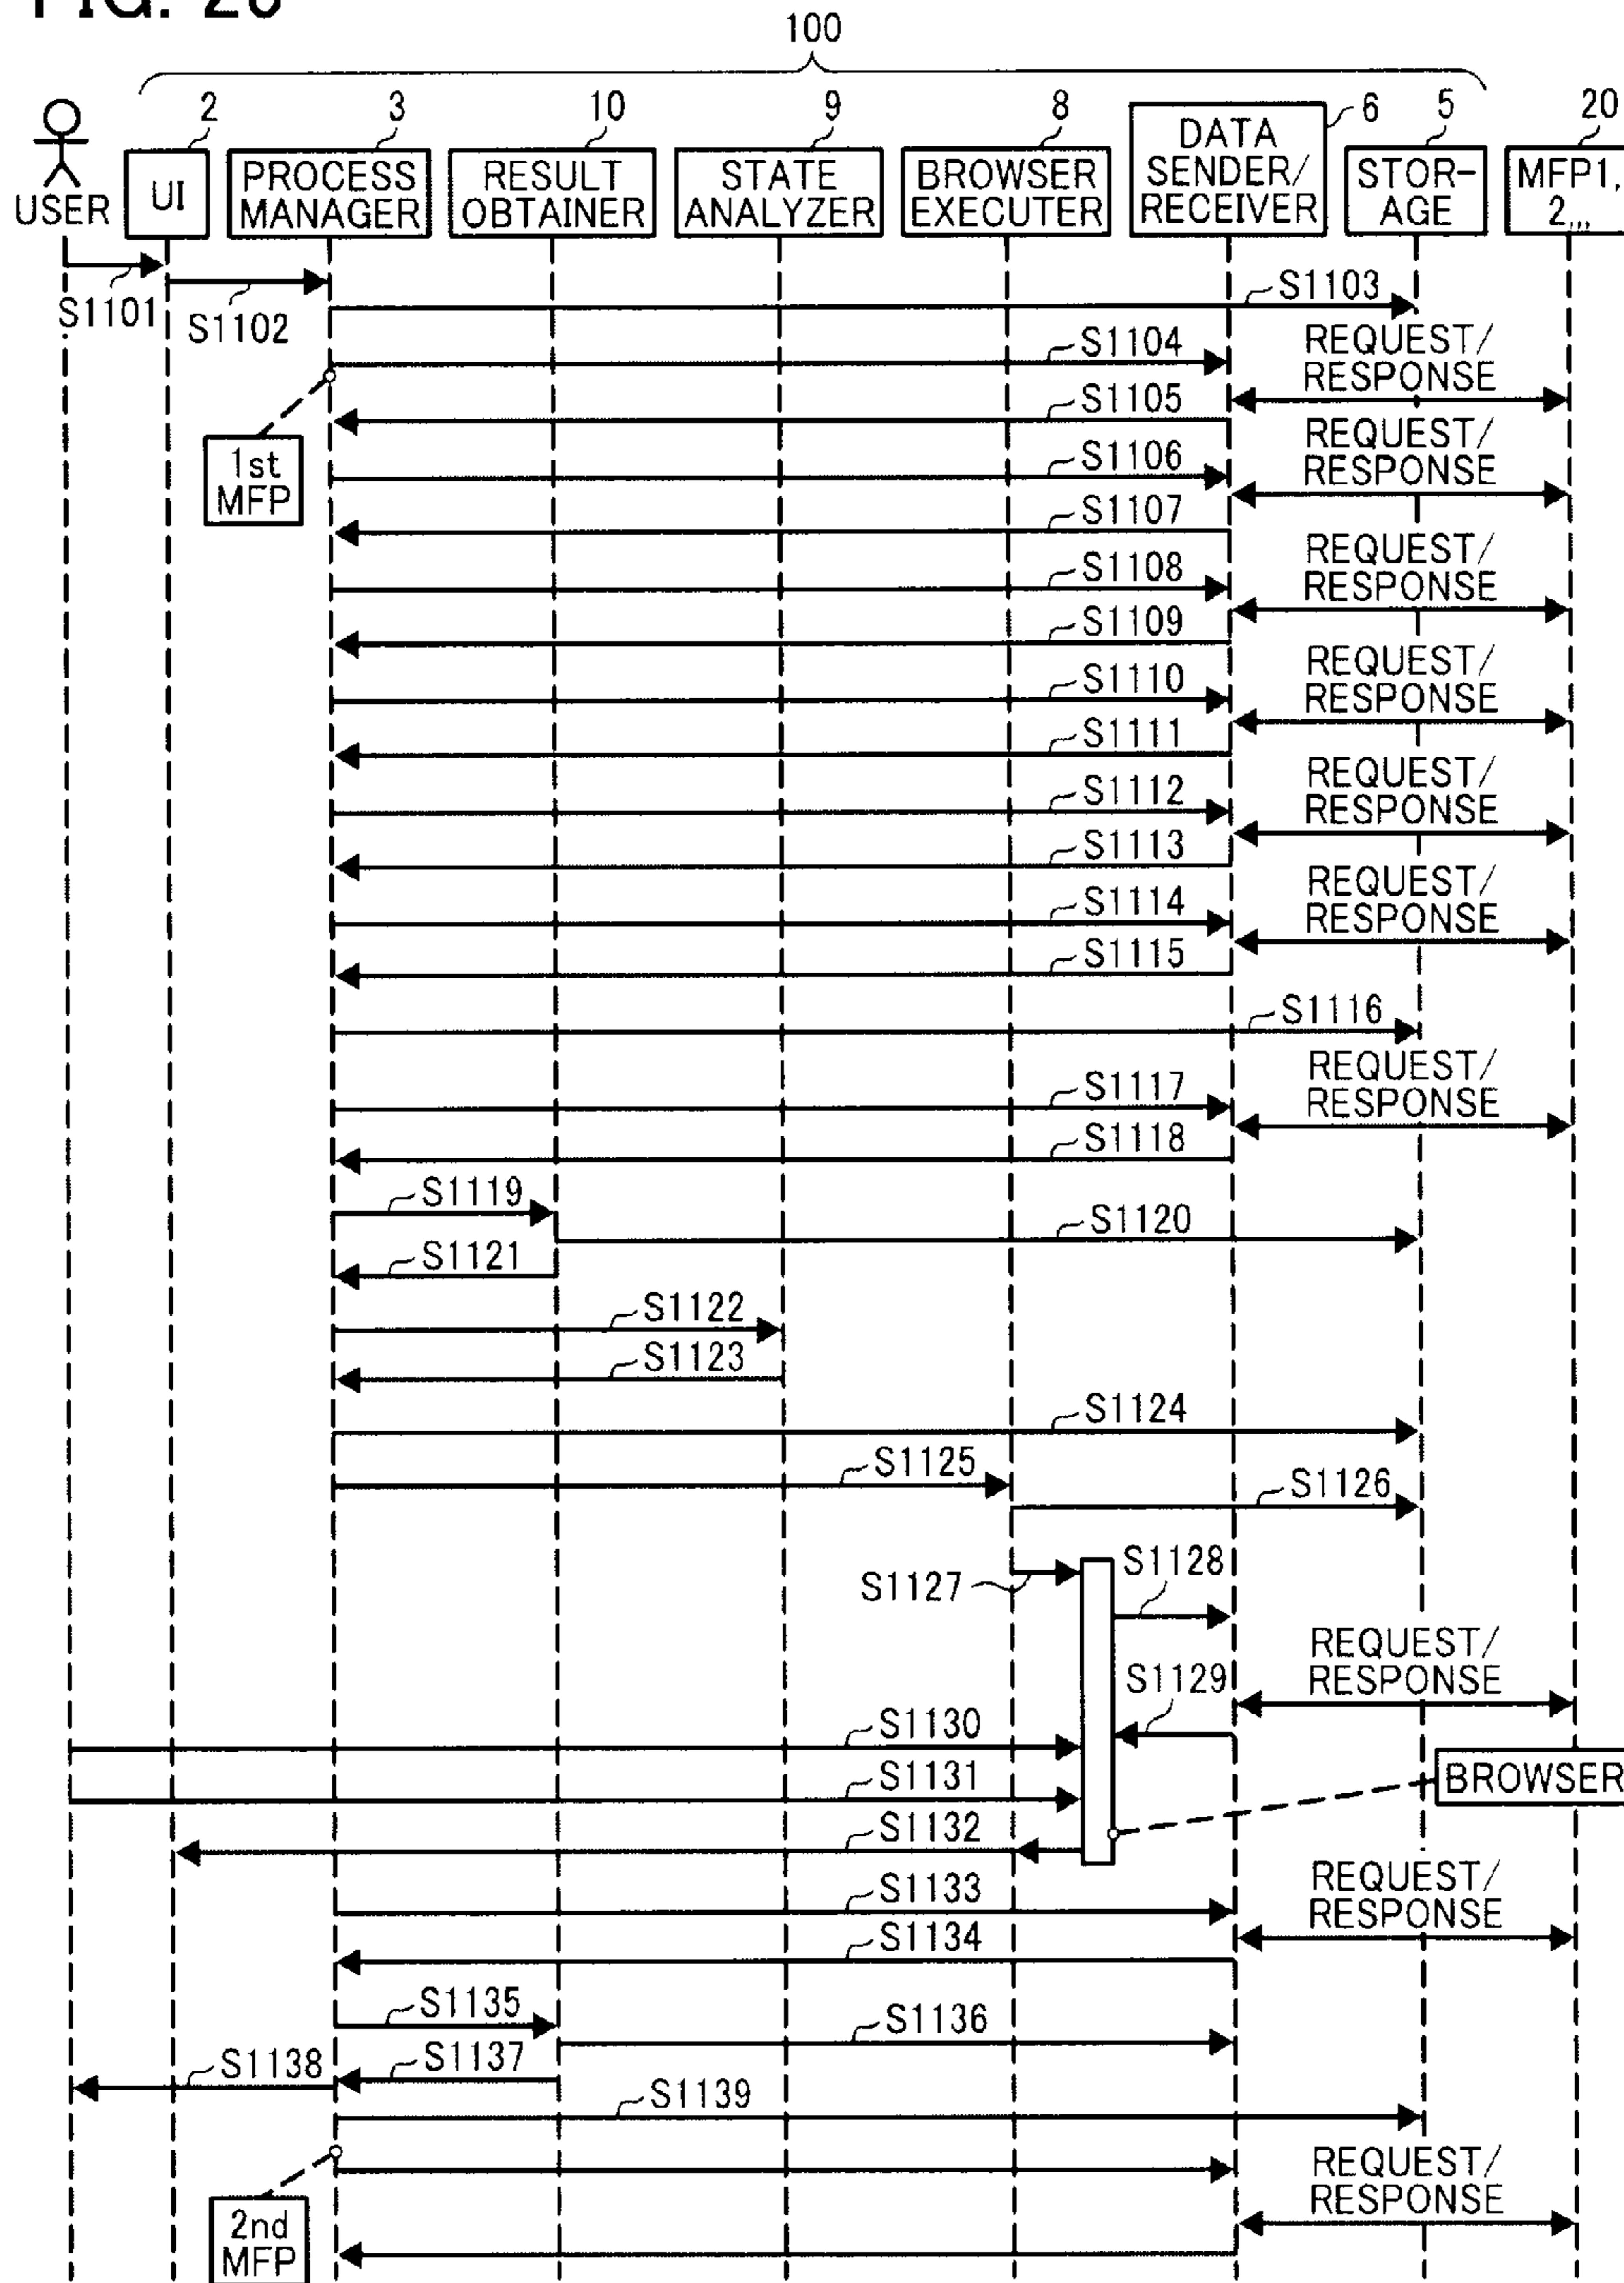 FIG. 28
100
2
3
10
9
8
6
5
20
USER
UI
PROCESS
MANAGER
RESULT
OBTAINER
STATE
ANALYZER
BROWSER
EXECUTER
DATA
SENDER/
RECEIVER
STOR-
AGE
MFP1,
2,,,
S1101
S1102
S1103
S1104
REQUEST/
RESPONSE
1st
MFP
S1105
S1106
REQUEST/
RESPONSE
S1107
S1108
REQUEST/
RESPONSE
S1109
S1110
REQUEST/
RESPONSE
S1111
S1112
REQUEST/
RESPONSE
S1113
S1114
REQUEST/
RESPONSE
S1115
S1116
S1117
REQUEST/
RESPONSE
S1118
S1119
S1120
S1121
S1122
S1123
S1124
S1125
S1126
S1127
S1128
REQUEST/
RESPONSE
S1129
S1130
S1131
BROWSER
S1132
S1133
REQUEST/
RESPONSE
S1134
S1135
S1136
S1137
S1138
S1139
2nd
MFP
REQUEST/
RESPONSE